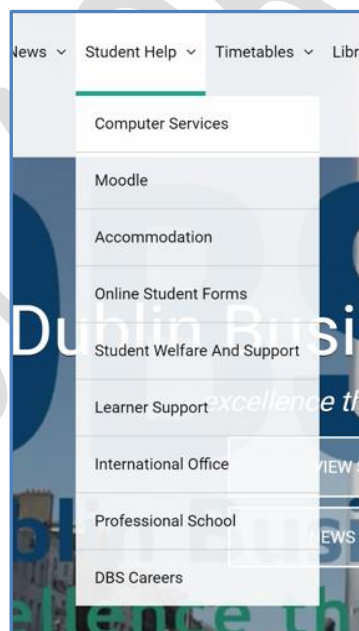 News Student Help Timetables Libr
Computer Services
Moodle
Accommodation
Online Student Forms
Dublin Busi
Student Welfare And Support
Learner Support
excellence th
International Office
VIEW S
Professional School
NEWS
DBS Careers